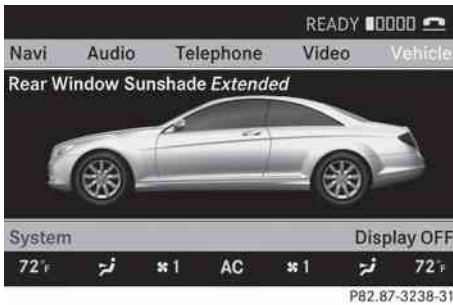 READY
Navi Audio Telephone Video Vehicle
Rear Window Sunshade Extended
System Display OFF
72°F 1 AC 1 72°F
P82.87-3238-31